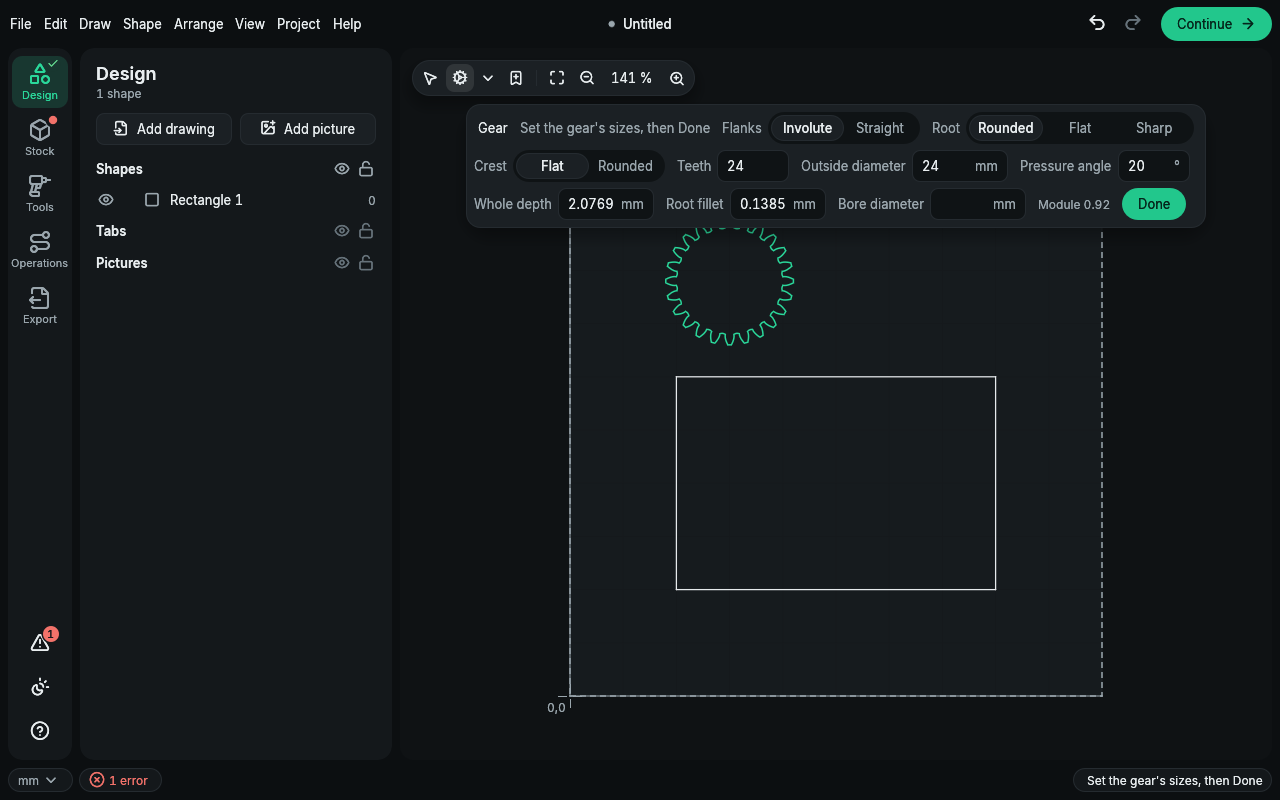 File Edit Draw Shape Arrange View Project Help
Untitled
Continue
Design
Stock
Tools
Operations
Export
1
Design
1 shape
Add drawing
Add picture
Shapes
Rectangle 1 0
Tabs
Pictures
141 %
Gear Set the gear's sizes, then Done Flanks Involute Straight Root Rounded Flat Sharp
Crest Flat Rounded Teeth 24 Outside diameter 24 mm Pressure angle 20 °
Whole depth 2.0769 mm Root fillet 0.1385 mm Bore diameter mm Module 0.92 Done
0,0
mm
1 error
Set the gear's sizes, then Done